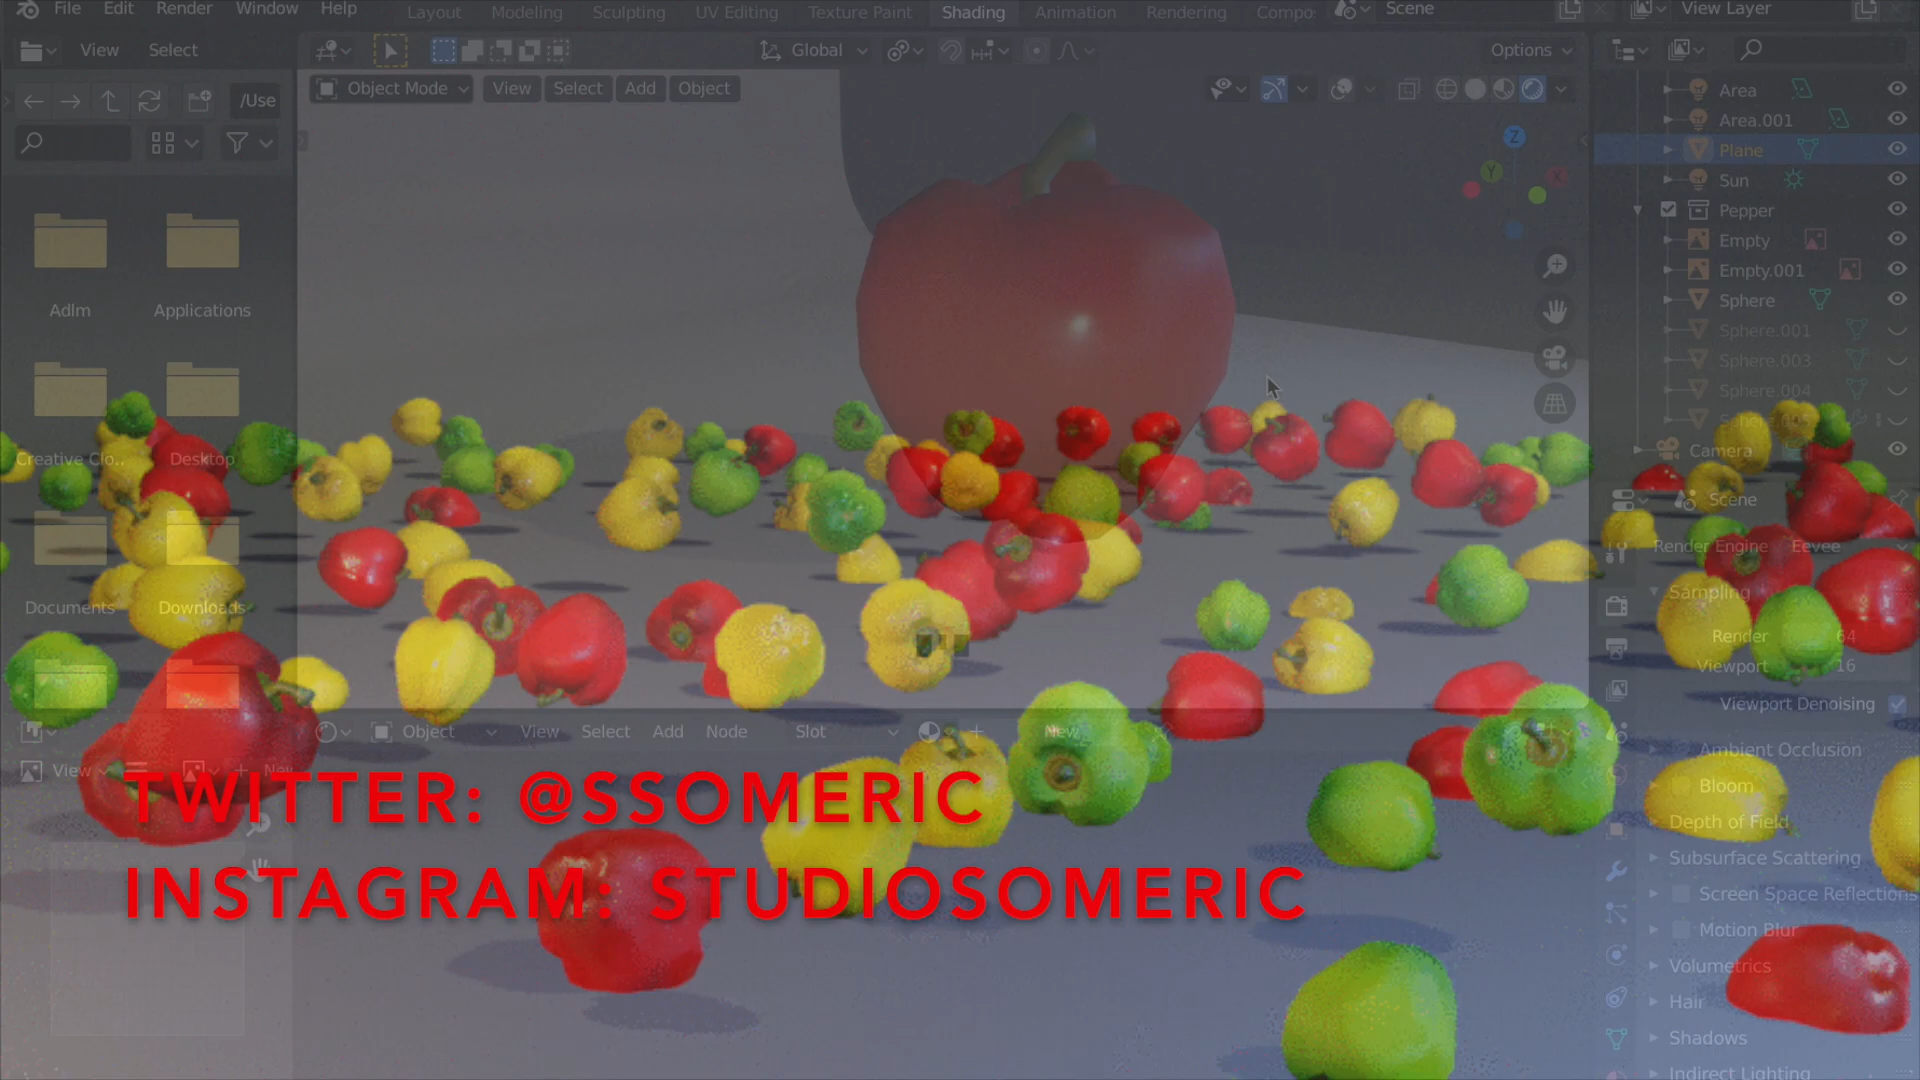 File Edit Render Window Help
Layout Modeling Sculpting UV Editing Texture Paint Shading Animation Rendering Compo
Scene
View Layer
View Select
Global
Options
/Use
Object Mode View Select Add Object
Area
Area.001
Plane
Sun
Pepper
Empty
Empty.001
Sphere
Sphere.001
Sphere.003
Sphere.004
Camera
X
Y
Z
Adlm
Applications
Creative Clo...
Desktop
Documents
Downloads
Scene
Render Engine Eevee
Sampling
Render 64
Viewport 16
Viewport Denoising
Ambient Occlusion
Bloom
Depth of Field
Subsurface Scattering
Screen Space Reflections
Motion Blur
Volumetrics
Hair
Shadows
Indirect Lighting
Object View Select Add Node Slot New
View
TWITTER: @SSOMERIC
INSTAGRAM: STUDIOSOMERIC